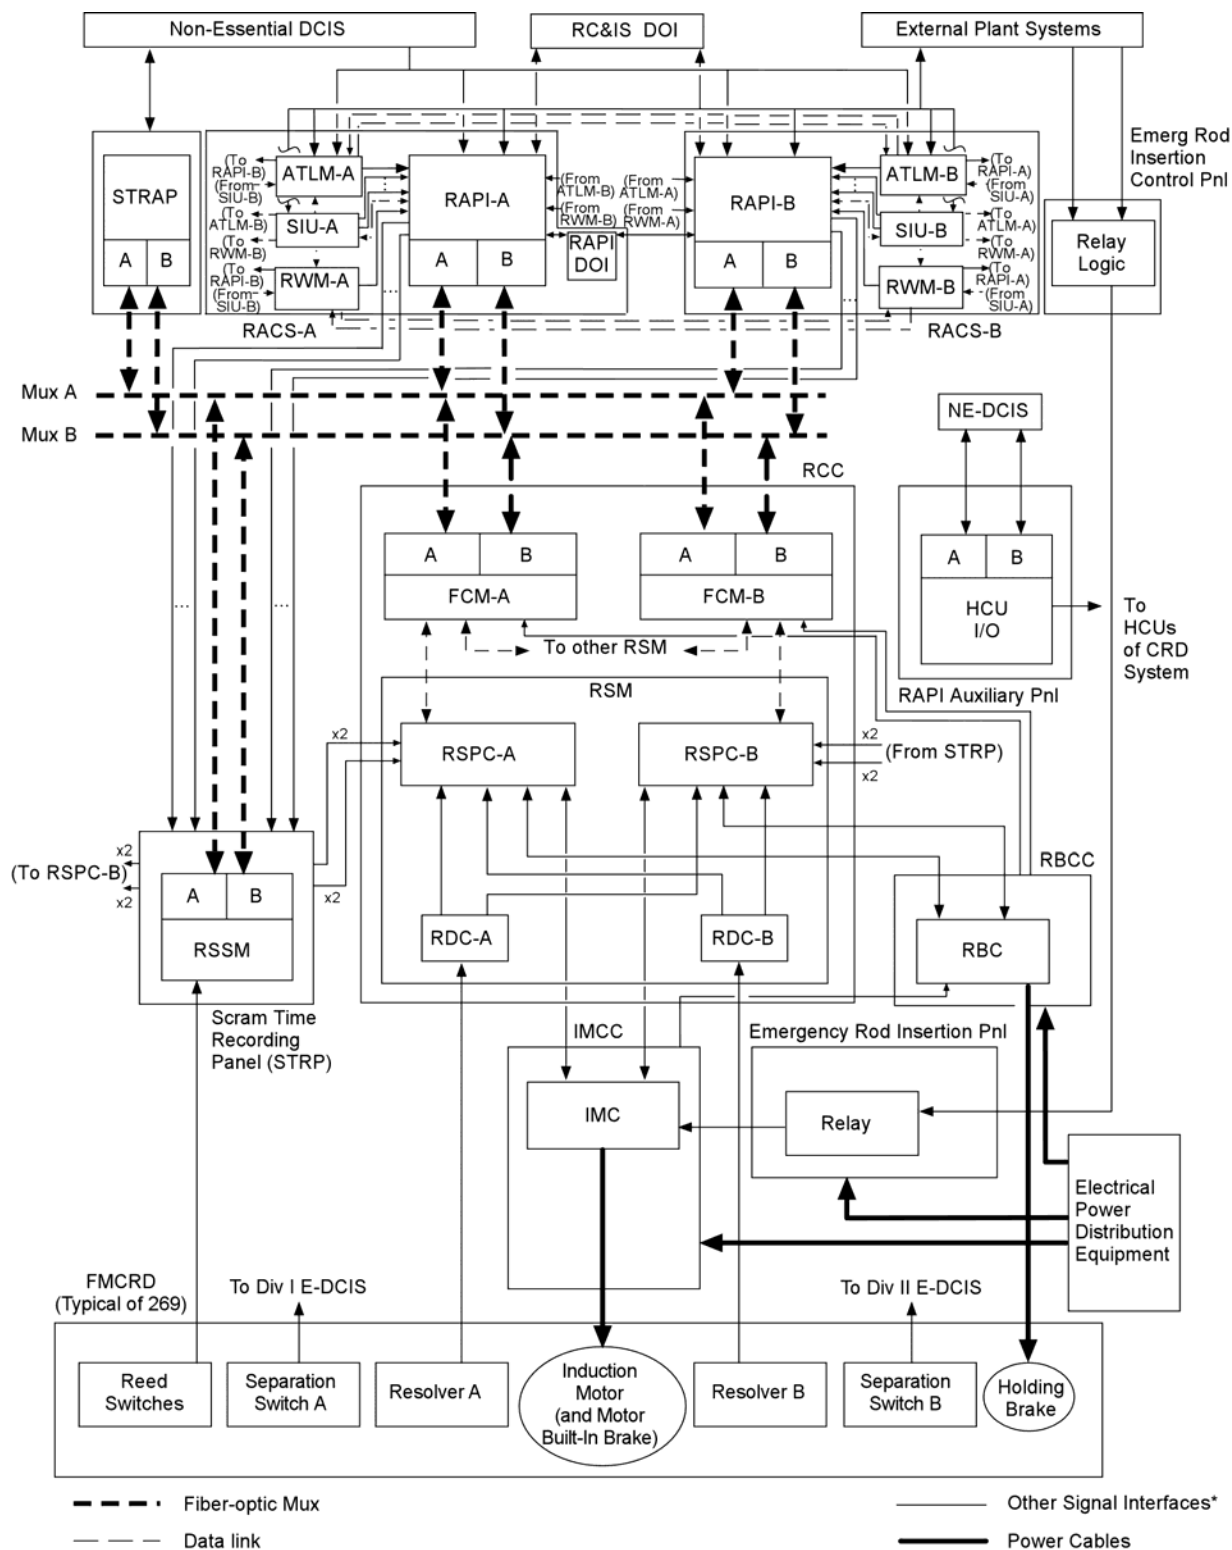 Non-Essential DCIS
RC&IS DOI
External Plant Systems
Emerg Rod
Insertion
Control Pnl
STRAP
A
B
(To
RAPI-B)
(From
SIU-B)
(To
ATLM-B)
(To
RWM-B)
(To
RAPI-B)
(From
SIU-B)
ATLM-A
SIU-A
RWM-A
RACS-A
...
RAPI-A
A
B
...
(From
ATLM-B)
(From
RWM-B)
RAPI
DOI
(From
ATLM-A)
(From
RWM-A)
RAPI-B
A
B
...
...
ATLM-B
SIU-B
RWM-B
RACS-B
(To
RAPI-A)
(From
SIU-A)
(To
ATLM-A)
(To
RWM-A)
(To
RAPI-A)
(From
SIU-A)
Relay
Logic
Mux A
Mux B
NE-DCIS
RCC
A
B
FCM-A
A
B
FCM-B
A
B
HCU
I/O
To
HCUs
of CRD
System
RAPI Auxiliary Pnl
...
...
To other RSM
RSM
x2
RSPC-A
RSPC-B
x2
(From STRP)
x2
x2
(To RSPC-B)
x2
x2
A
B
RSSM
RDC-A
RDC-B
RBCC
RBC
Scram Time
Recording
Panel (STRP)
IMCC
IMC
Emergency Rod Insertion Pnl
Relay
Electrical
Power
Distribution
Equipment
FMCRD
(Typical of 269)
To Div I E-DCIS
To Div II E-DCIS
Reed
Switches
Separation
Switch A
Resolver A
Induction
Motor
(and Motor
Built-In Brake)
Resolver B
Separation
Switch B
Holding
Brake
Fiber-optic Mux
Other Signal Interfaces*
Data link
Power Cables